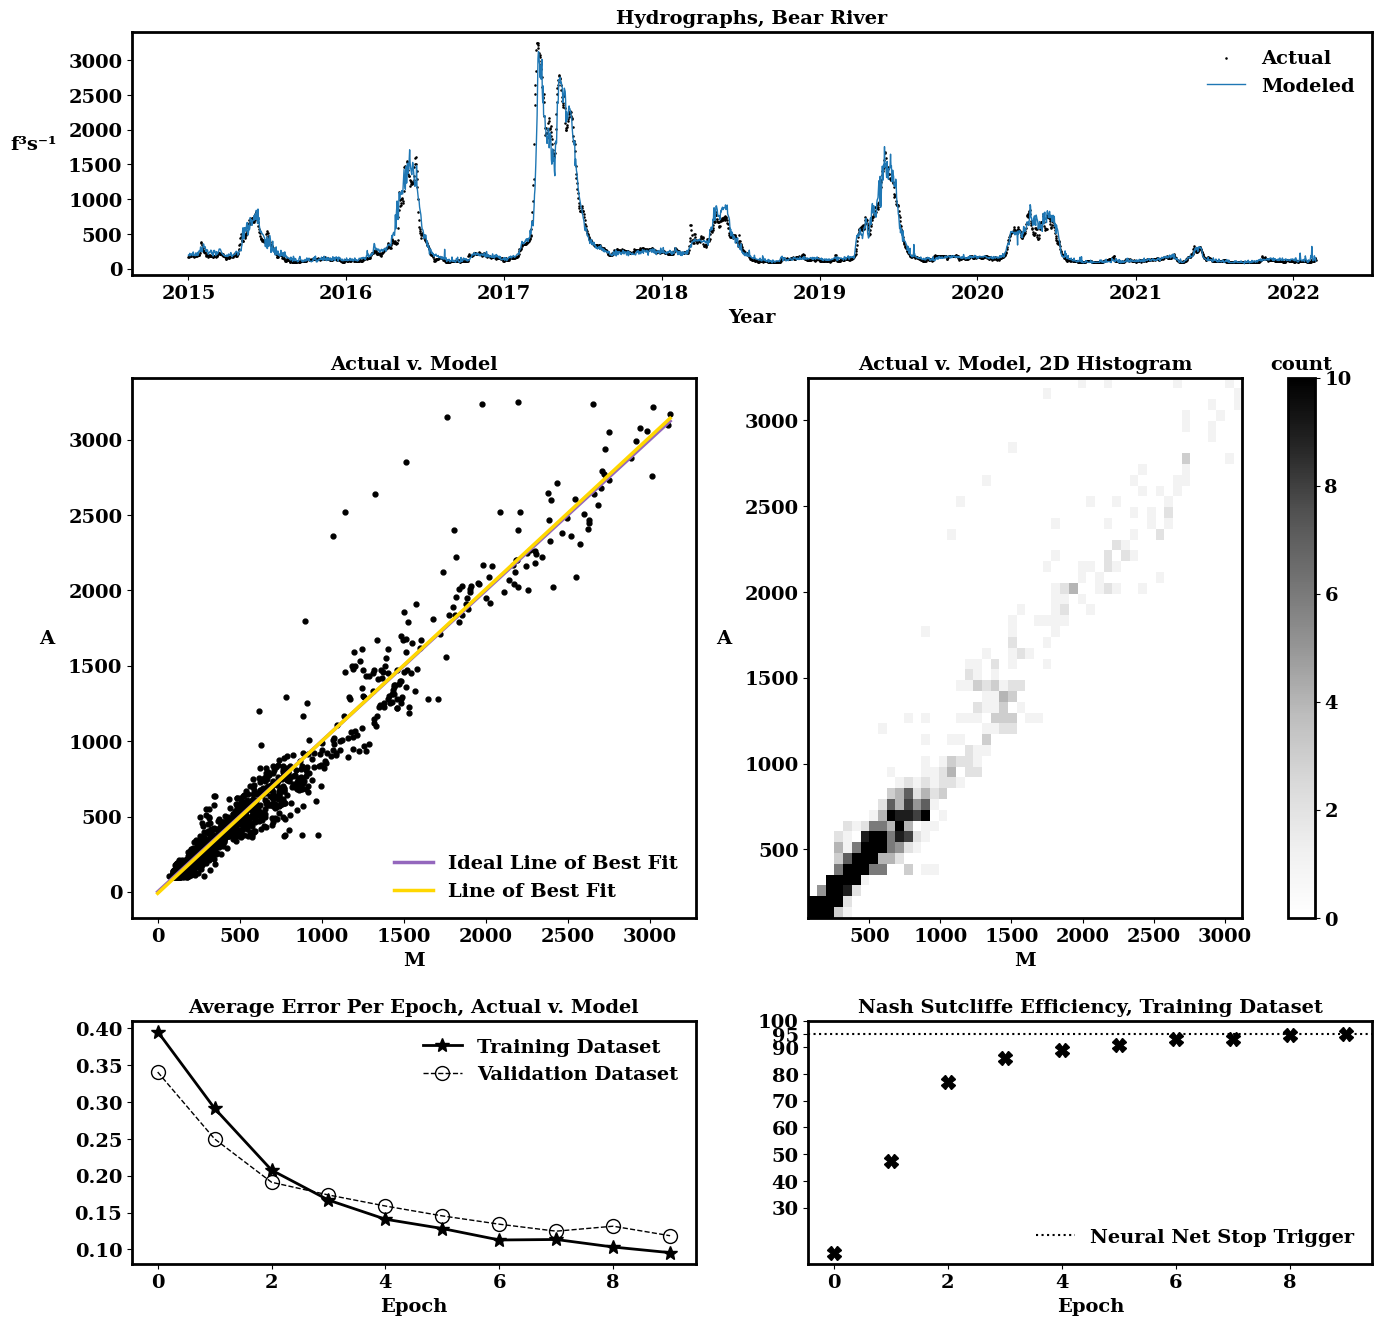 Hydrographs, Bear River
3000
2500
2000
1500
1000
500
0
f³s⁻¹
Actual
Modeled
2015 2016 2017 2018 2019 2020 2021 2022
Year
Actual v. Model
3000
2500
2000
1500
1000
500
0
A
Ideal Line of Best Fit
Line of Best Fit
0 500 1000 1500 2000 2500 3000
M
Actual v. Model, 2D Histogram
3000
2500
2000
1500
1000
500
A
500 1000 1500 2000 2500 3000
M
count
10
8
6
4
2
0
Average Error Per Epoch, Actual v. Model
0.40
0.35
0.30
0.25
0.20
0.15
0.10
Training Dataset
Validation Dataset
0 2 4 6 8
Epoch
Nash Sutcliffe Efficiency, Training Dataset
100
95
90
80
70
60
50
40
30
Neural Net Stop Trigger
0 2 4 6 8
Epoch